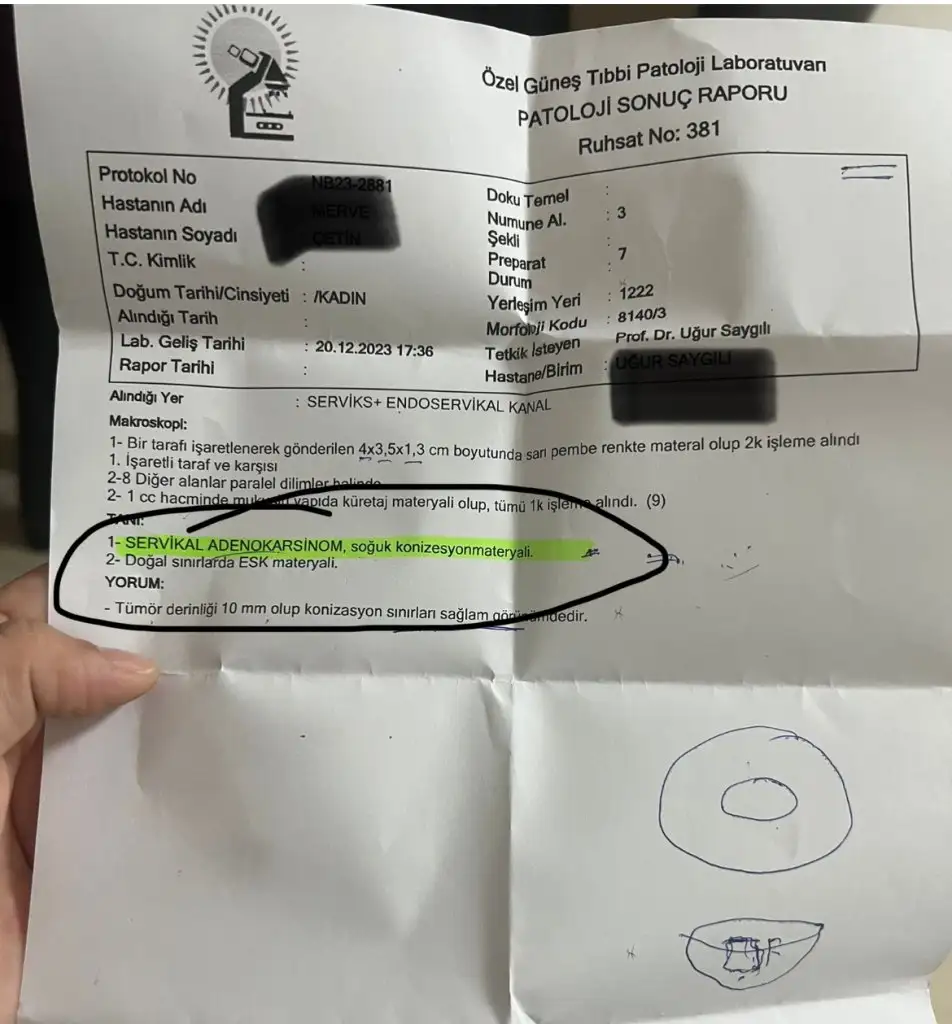 Özel Güneş Tıbbi Patoloji Laboratuvarı
PATOLOJİ SONUÇ RAPORU
Ruhsat No: 381
Protokol No
Hastanın Adı
Hastanın Soyadı
T.C. Kimlik :
Doğum Tarihi/Cinsiyeti : /KADIN
Alındığı Tarih :
Lab. Geliş Tarihi : 20.12.2023 17:36
Rapor Tarihi :
Doku Temel :
Numune Al. : 3
Şekli :
Preparat 7
Durum :
Yerleşim Yeri : 1222
Morfoloji Kodu : 8140/3
Tetkik İsteyen Prof. Dr. Uğur Saygılı
Hastane/Birim :
Alındığı Yer : SERVİKS+ ENDOSERVİKAL KANAL
Makroskopi:
1- Bir tarafı işaretlenerek gönderilen 4x3,5x1,3 cm boyutunda sarı pembe renkte materal olup 2k işleme alındı
1. İşaretli taraf ve karşısı
2-8 Diğer alanlar paralel dilimler halinde
2- 1 cc hacminde yapıda küretaj materyali olup, tümü 1k işleme alındı. (9)
TANI:
1- SERVİKAL ADENOKARSİNOM, soğuk konizesyonmateryali.
2- Doğal sınırlarda ESK materyali.
YORUM:
- Tümör derinliği 10 mm olup konizasyon sınırları sağlam görünümdedir.